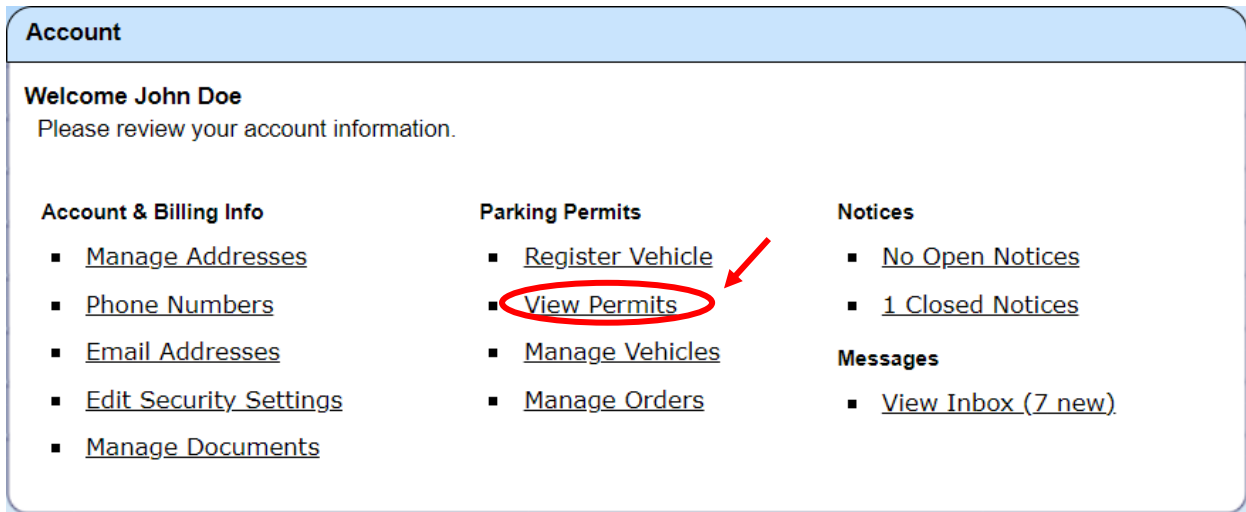 Account
Welcome John Doe
Please review your account information.
Account & Billing Info
Manage Addresses
Phone Numbers
Email Addresses
Edit Security Settings
Manage Documents
Parking Permits
Register Vehicle
View Permits
Manage Vehicles
Manage Orders
Notices
No Open Notices
1 Closed Notices
Messages
View Inbox (7 new)